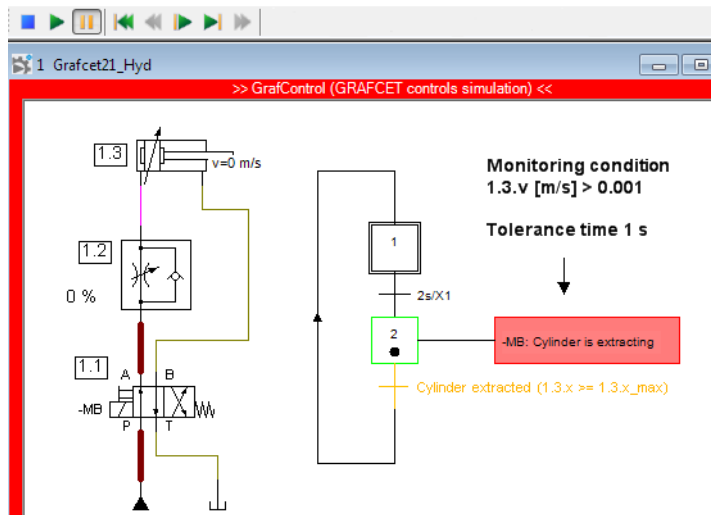 1 Grafcet21_Hyd
>> GrafControl (GRAFCET controls simulation) <<
1.3
v=0 m/s
Monitoring condition
1.3.v [m/s] > 0.001
Tolerance time 1 s
1
1.2
0 %
2s/X1
2
-MB: Cylinder is extracting
1.1
A
B
Cylinder extracted (1.3.x >= 1.3.x_max)
-MB
P
T